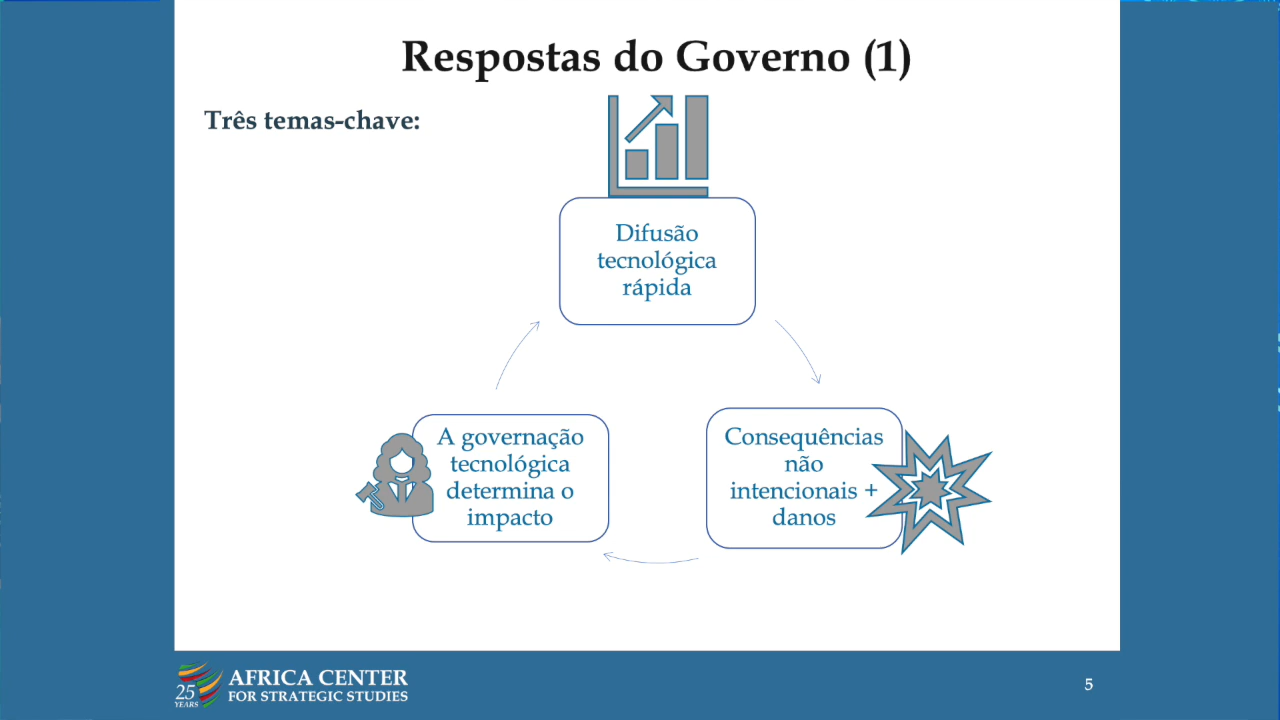 Respostas do Governo (1)
Três temas-chave:
Difusão
tecnológica
rápida
A governação
tecnológica
determina o
impacto
Consequências
não
intencionais +
danos
25
YEARS
AFRICA CENTER
FOR STRATEGIC STUDIES
5